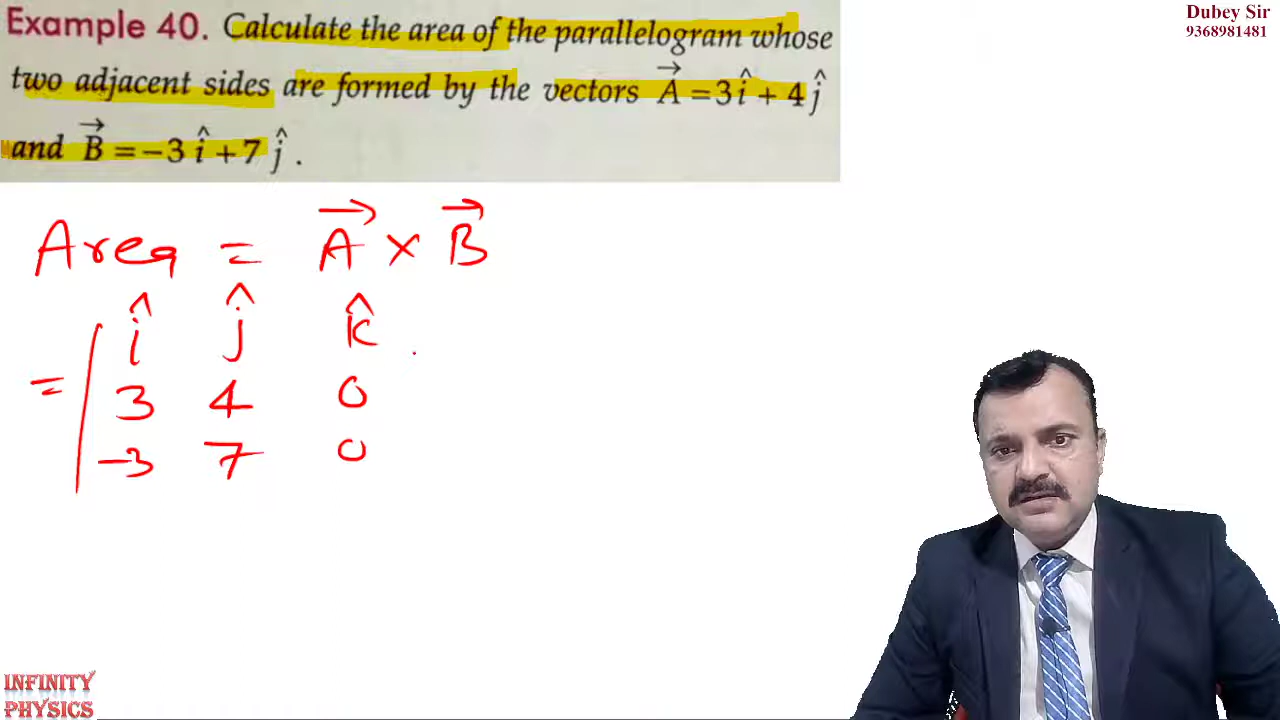 Example 40. Calculate the area of the parallelogram whose
two adjacent sides are formed by the vectors A⃗ = 3î + 4ĵ
and B⃗ = −3î + 7ĵ.
Dubey Sir
9368981481
Area = A⃗ × B⃗
î ĵ k̂
= | 3 4 0
−3 7 0
INFINITY
PHYSICS